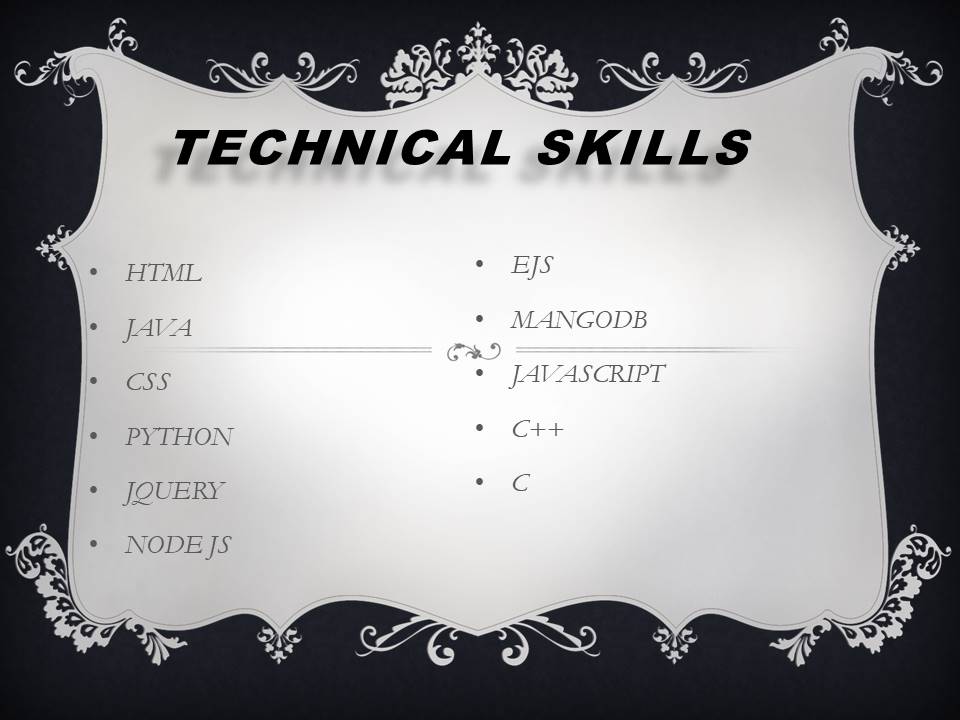 TECHNICAL SKILLS
• HTML
• JAVA
• CSS
• PYTHON
• JQUERY
• NODE JS
• EJS
• MANGODB
• JAVASCRIPT
• C++
• C